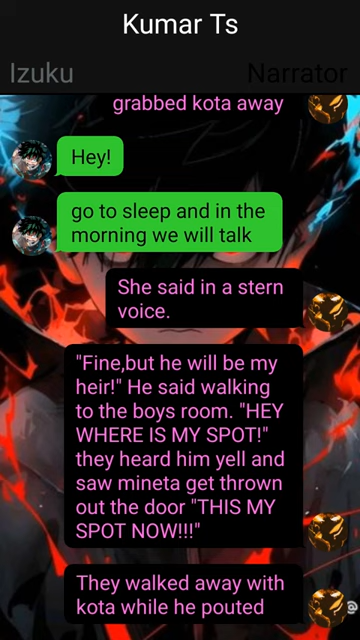 Kumar Ts
Izuku
Narrator
grabbed kota away
Hey!
go to sleep and in the
morning we will talk
She said in a stern
voice.
"Fine,but he will be my
heir!" He said walking
to the boys room. "HEY
WHERE IS MY SPOT!"
they heard him yell and
saw mineta get thrown
out the door "THIS MY
SPOT NOW!!!"
They walked away with
kota while he pouted
@